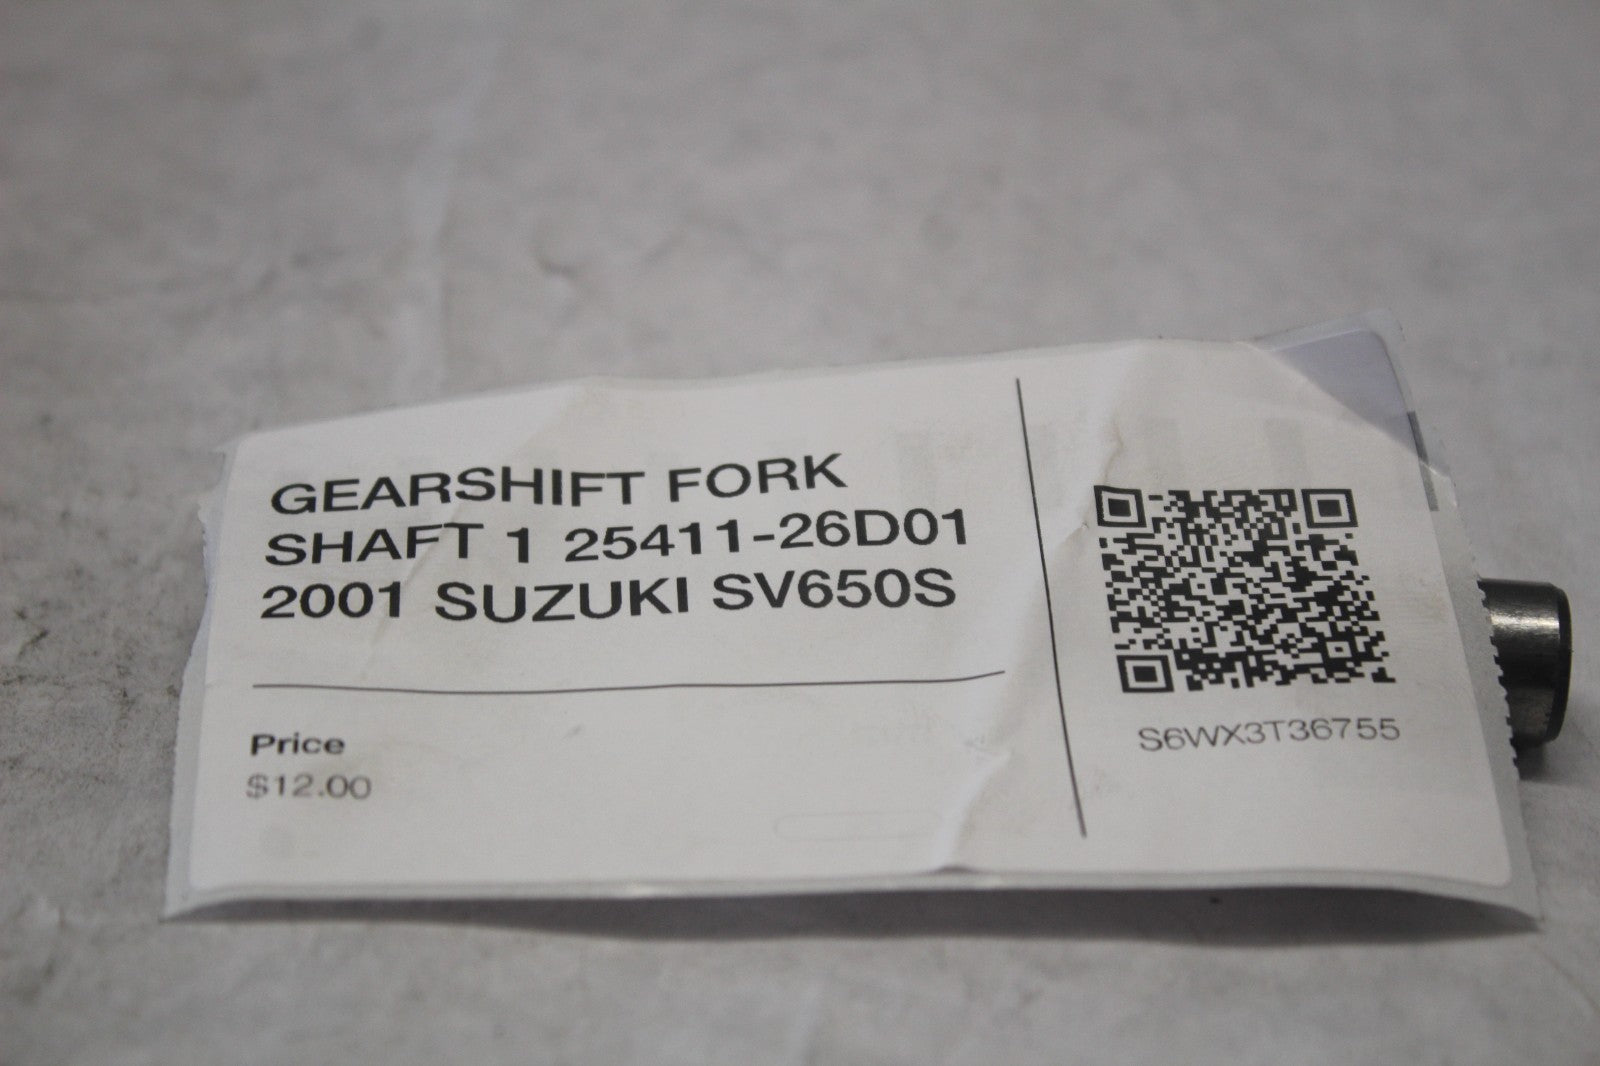 GEARSHIFT FORK
SHAFT 1 25411-26D01
2001 SUZUKI SV650S
Price
$12.00
S6WX3T36755